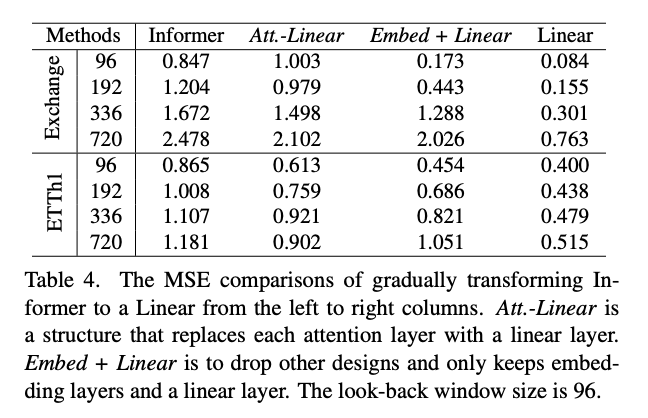 Methods Informer Att.-Linear Embed + Linear Linear
Exchange
96 0.847 1.003 0.173 0.084
192 1.204 0.979 0.443 0.155
336 1.672 1.498 1.288 0.301
720 2.478 2.102 2.026 0.763
ETTh1
96 0.865 0.613 0.454 0.400
192 1.008 0.759 0.686 0.438
336 1.107 0.921 0.821 0.479
720 1.181 0.902 1.051 0.515
Table 4. The MSE comparisons of gradually transforming In-
former to a Linear from the left to right columns. Att.-Linear is
a structure that replaces each attention layer with a linear layer.
Embed + Linear is to drop other designs and only keeps embed-
ding layers and a linear layer. The look-back window size is 96.